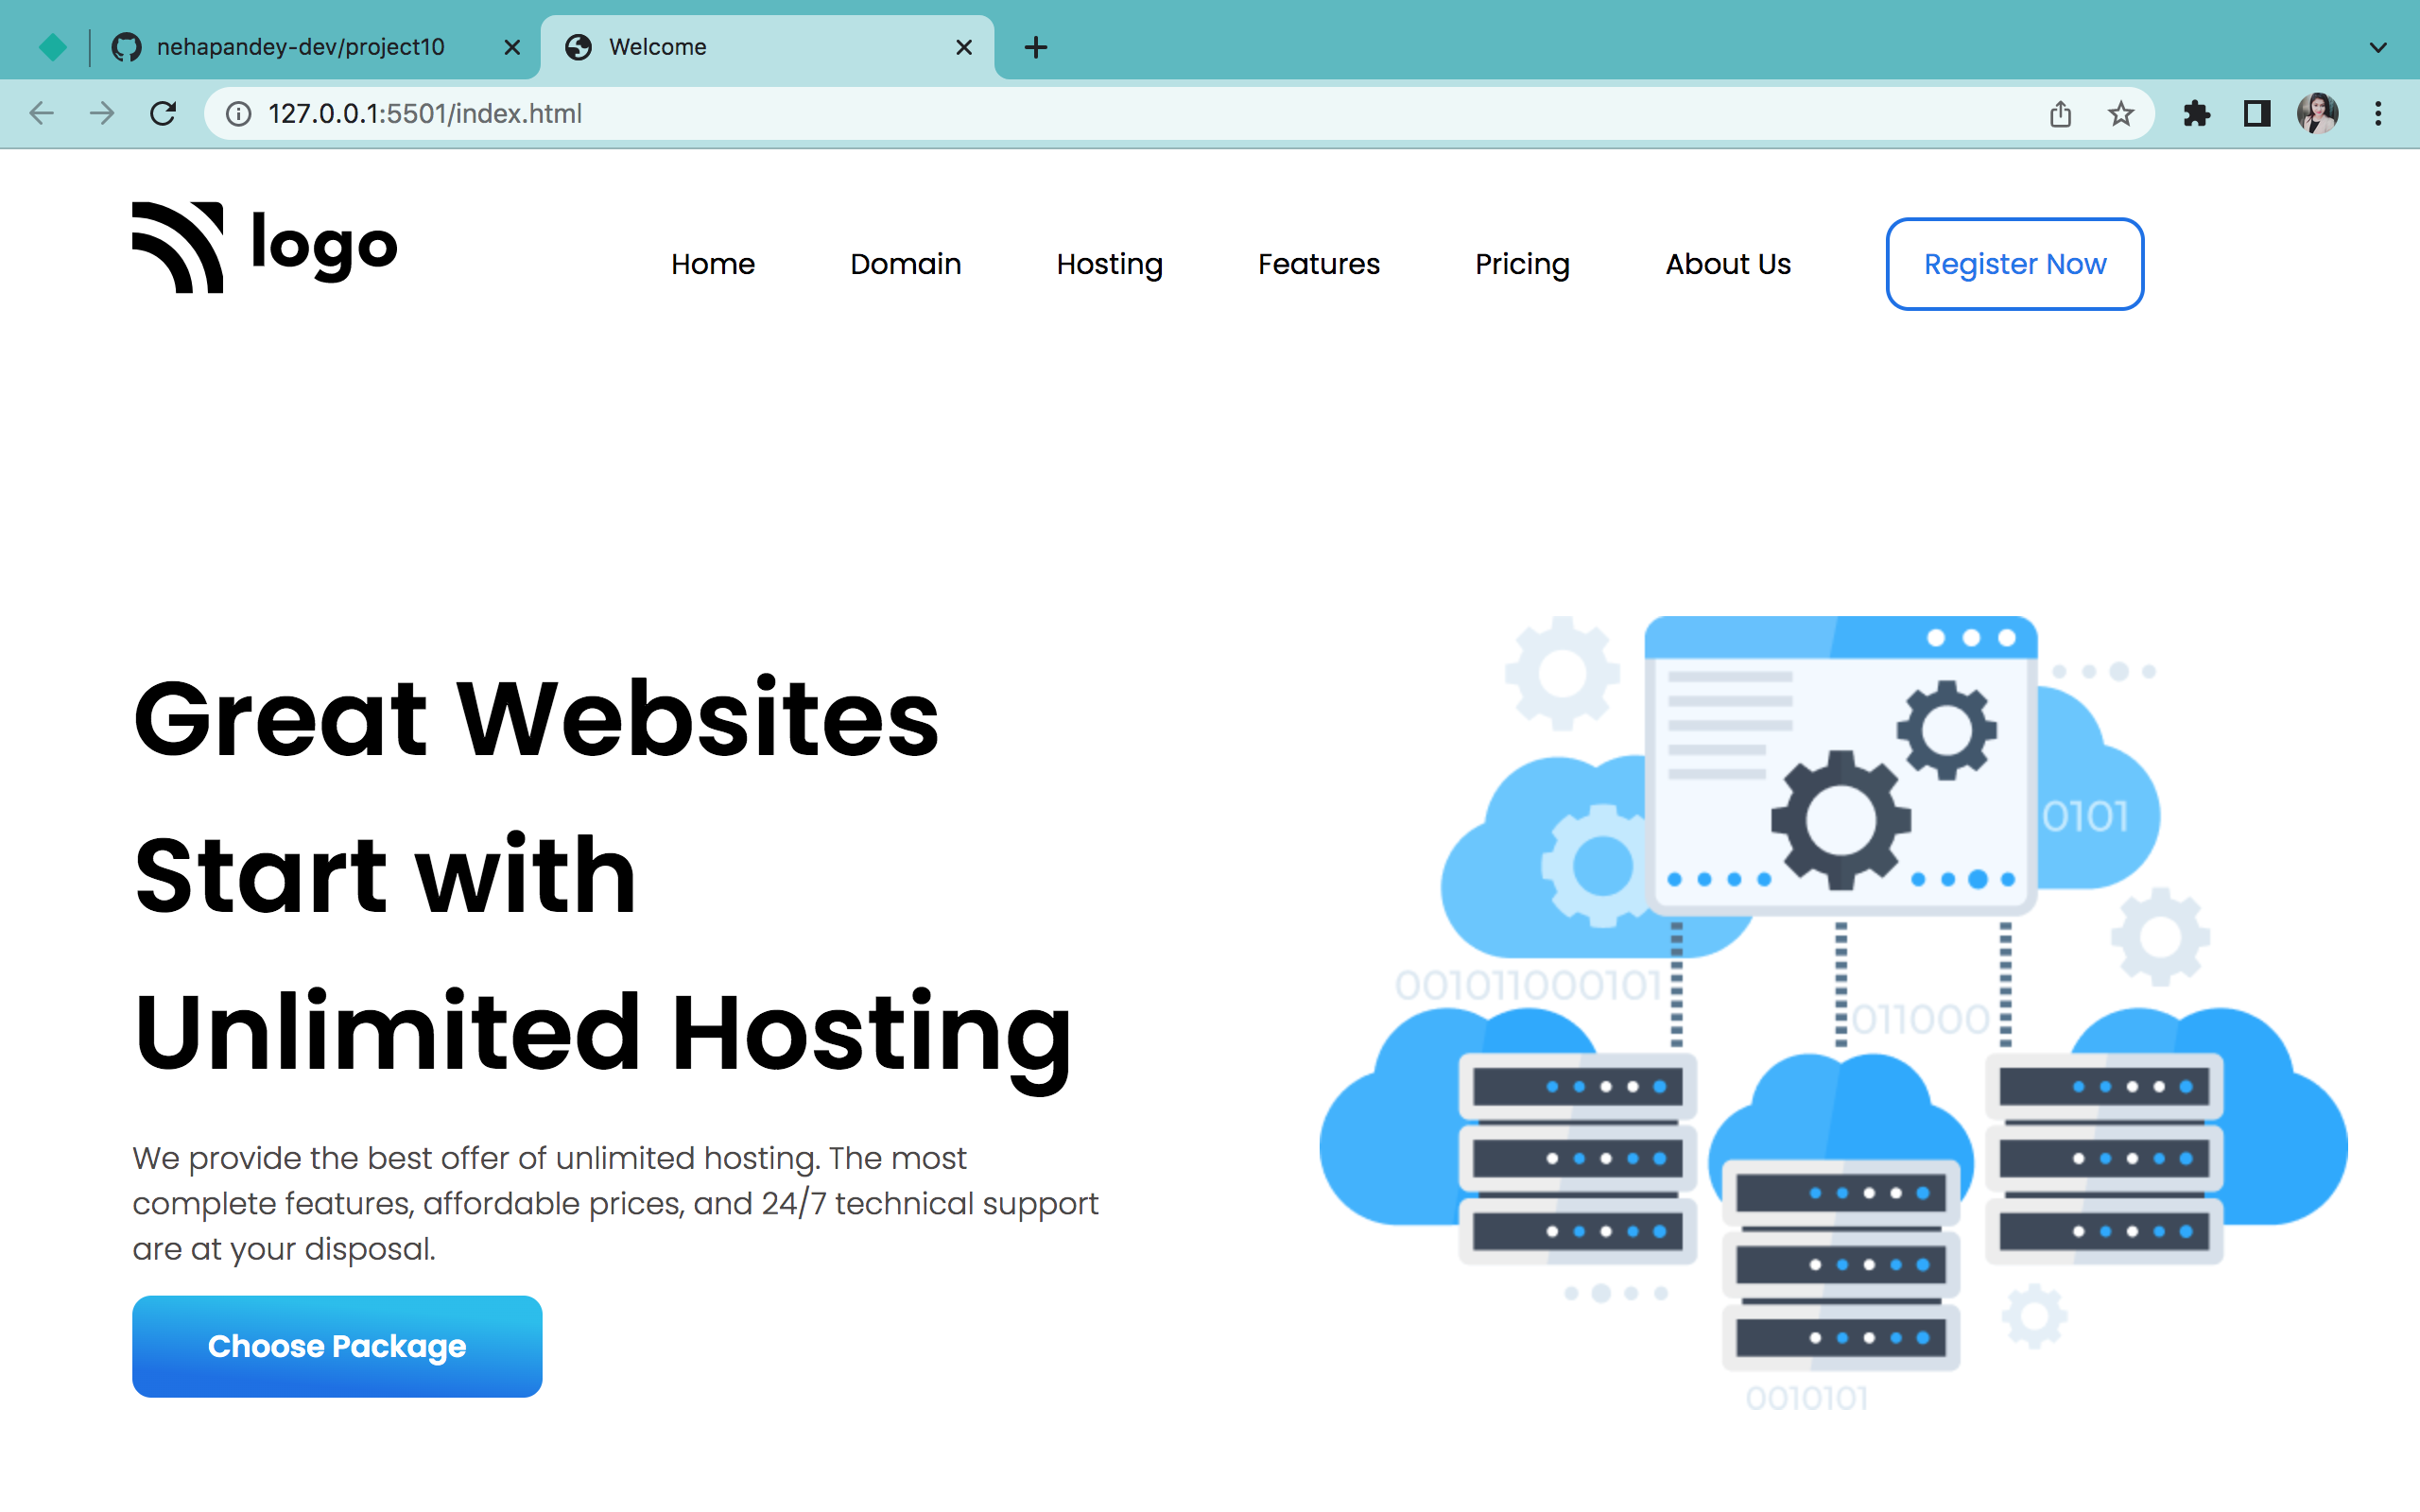 nehapandey-dev/project10
Welcome
127.0.0.1:5501/index.html
logo
Home
Domain
Hosting
Features
Pricing
About Us
Register Now
Great Websites
Start with
Unlimited Hosting
We provide the best offer of unlimited hosting. The most
complete features, affordable prices, and 24/7 technical support
are at your disposal.
Choose Package
0101
001011000101
011000
0010101